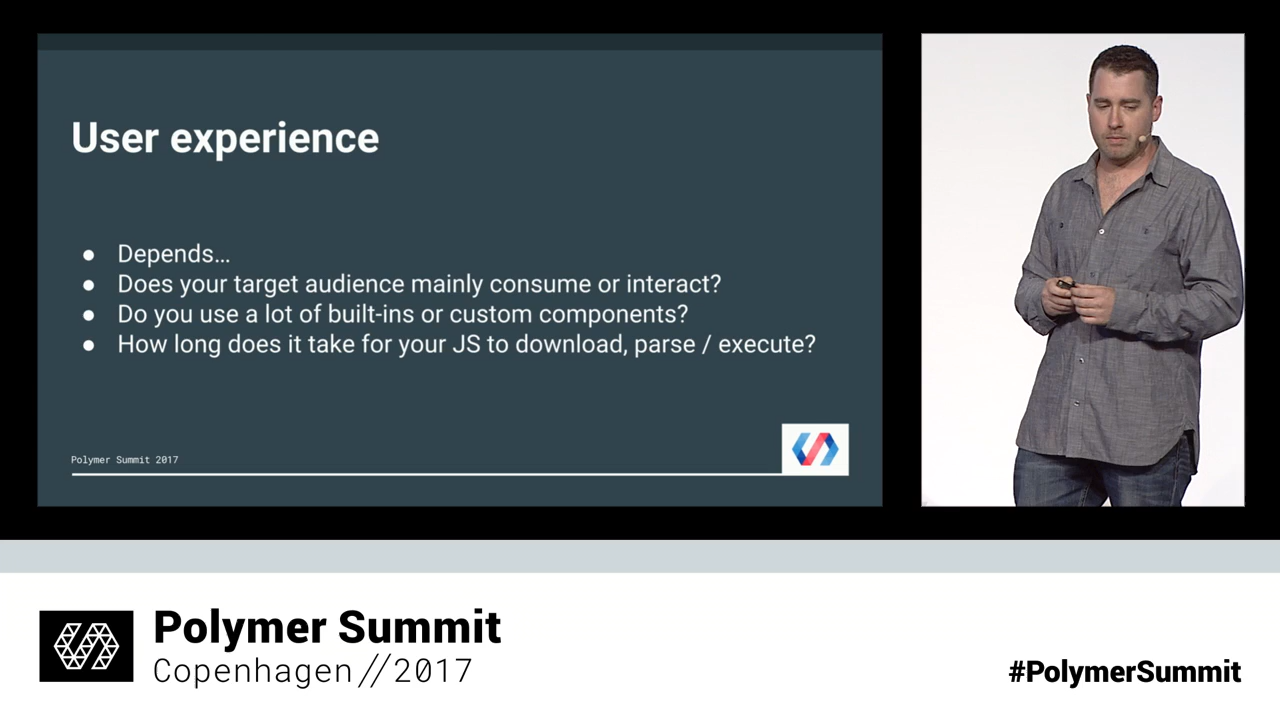 User experience
● Depends...
● Does your target audience mainly consume or interact?
● Do you use a lot of built-ins or custom components?
● How long does it take for your JS to download, parse / execute?
Polymer Summit 2017
Polymer Summit
Copenhagen//2017
#PolymerSummit